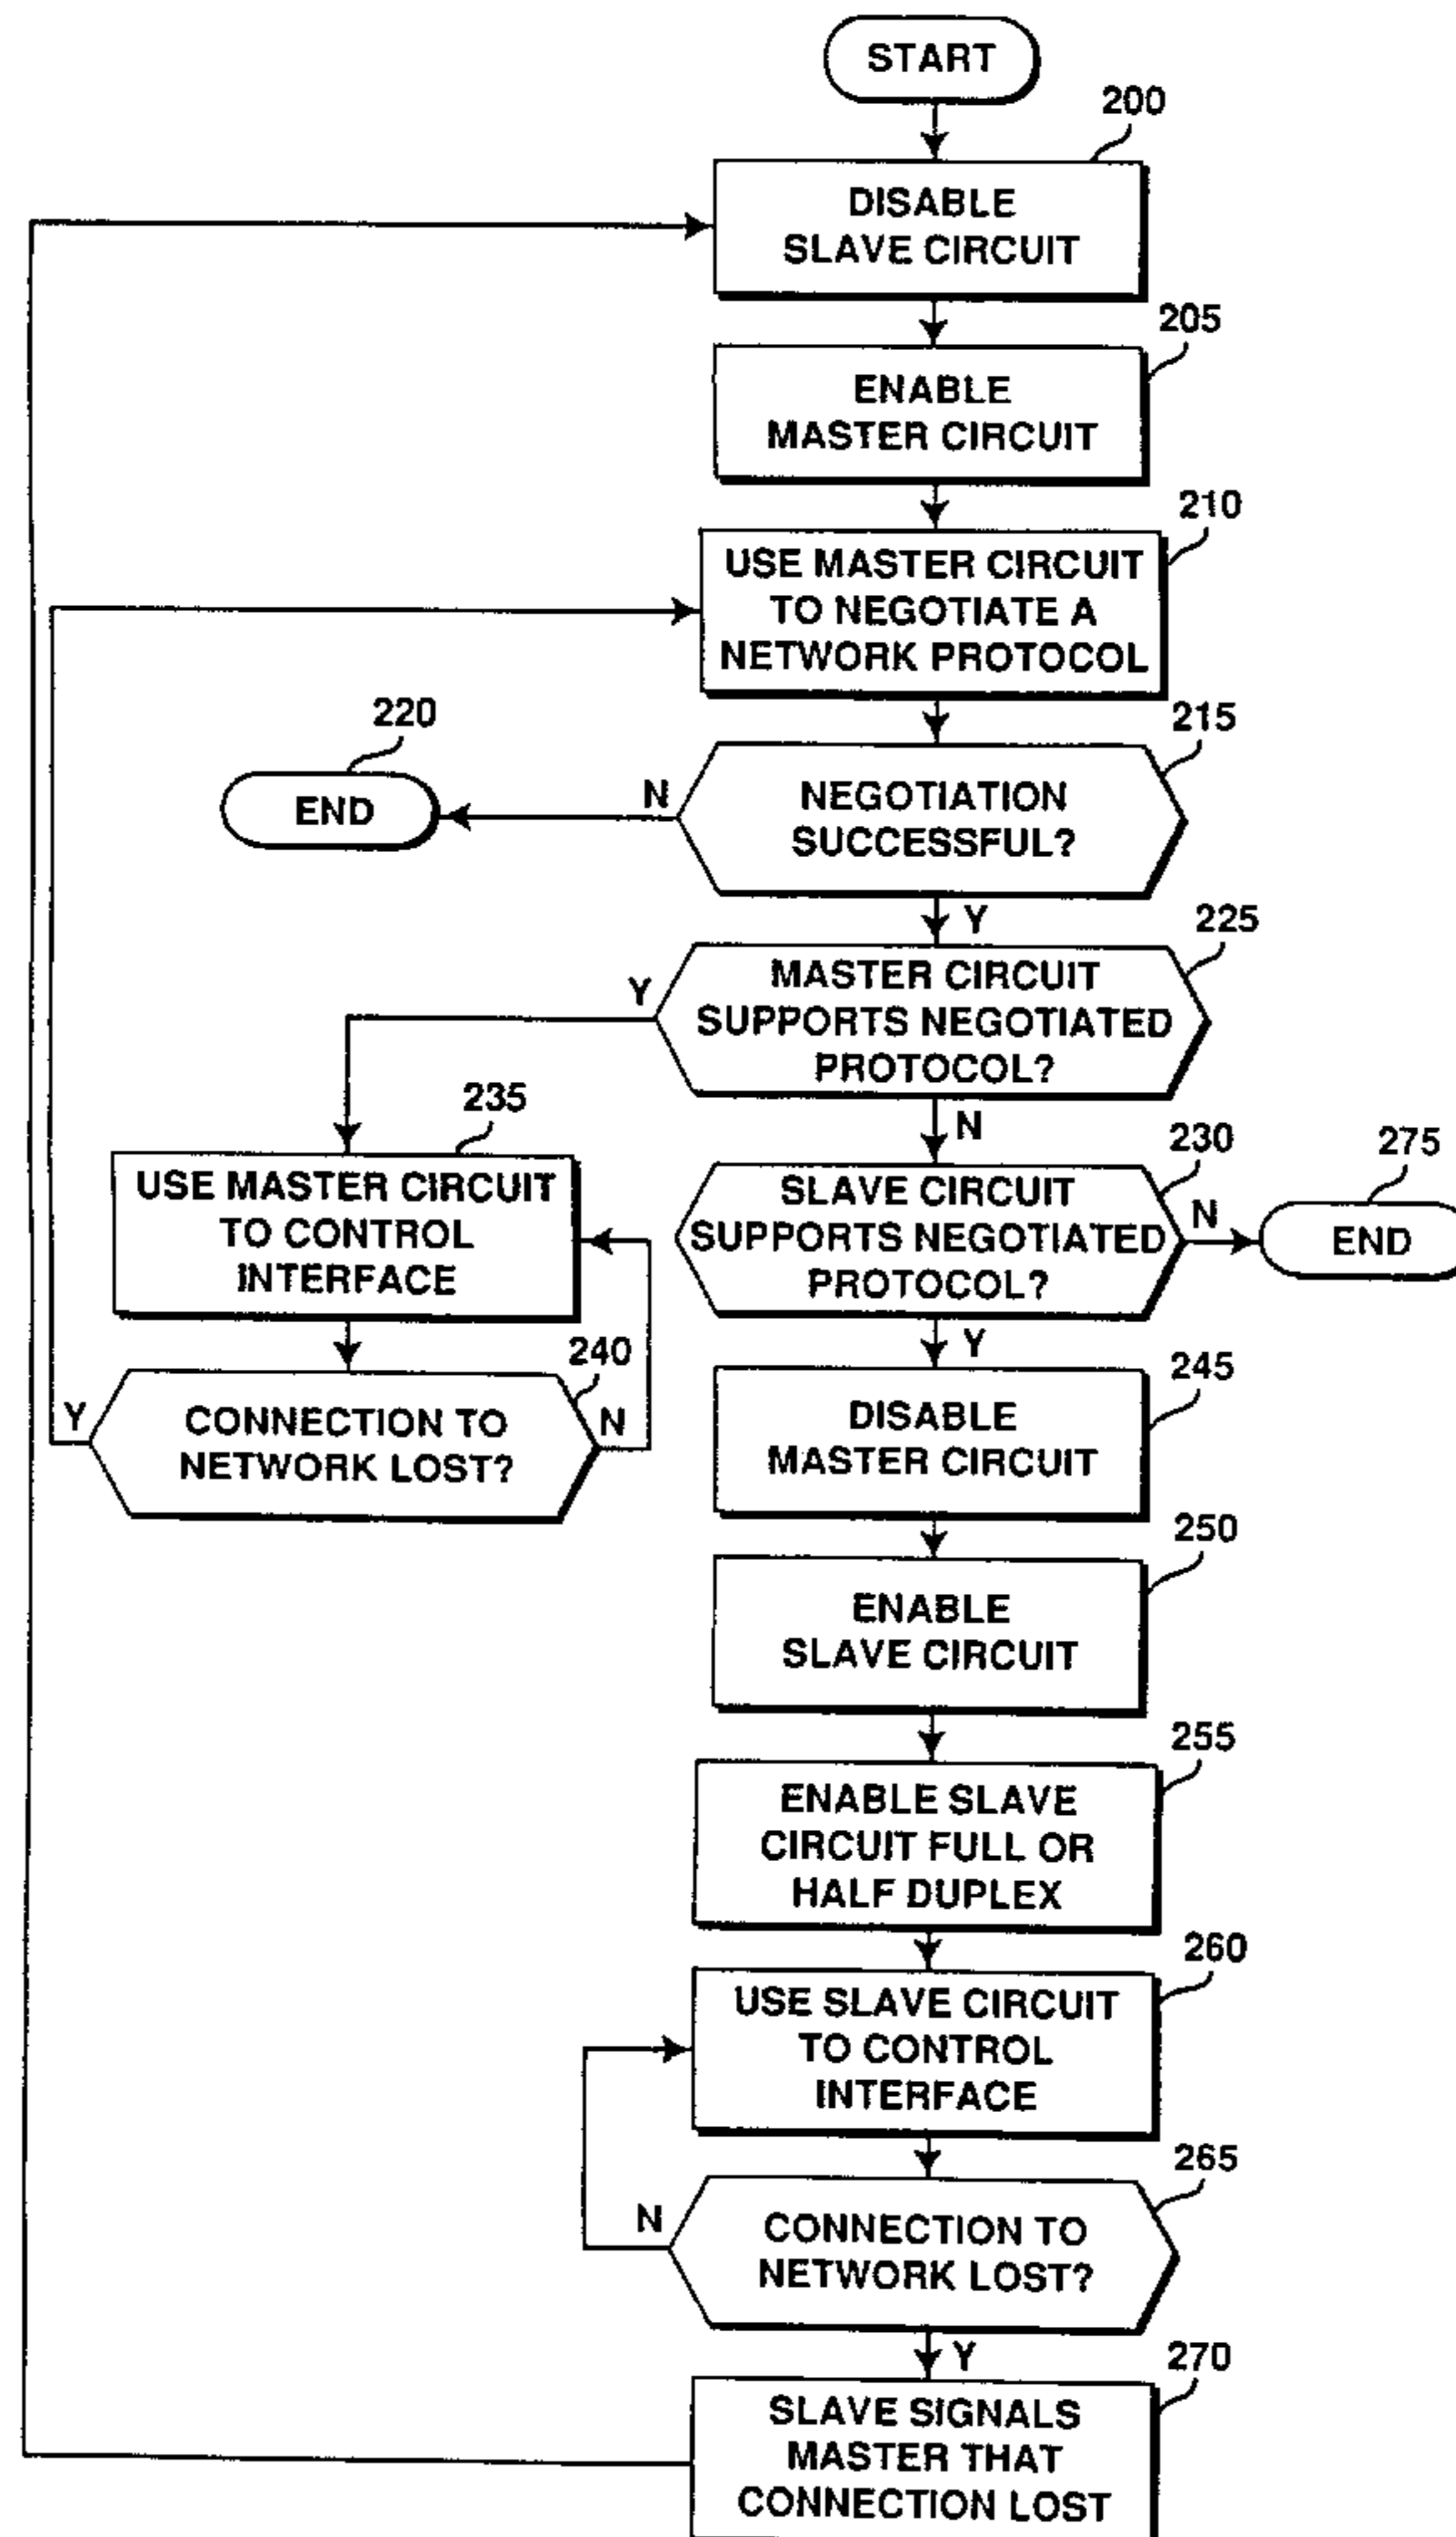 START
200
DISABLE
SLAVE CIRCUIT
205
ENABLE
MASTER CIRCUIT
210
USE MASTER CIRCUIT
TO NEGOTIATE A
NETWORK PROTOCOL
215
NEGOTIATION
SUCCESSFUL?
N
220
END
Y
225
MASTER CIRCUIT
SUPPORTS NEGOTIATED
PROTOCOL?
Y
235
USE MASTER CIRCUIT
TO CONTROL
INTERFACE
240
CONNECTION TO
NETWORK LOST?
Y
N
N
230
SLAVE CIRCUIT
SUPPORTS NEGOTIATED
PROTOCOL?
N
275
END
Y
245
DISABLE
MASTER CIRCUIT
250
ENABLE
SLAVE CIRCUIT
255
ENABLE SLAVE
CIRCUIT FULL OR
HALF DUPLEX
260
USE SLAVE CIRCUIT
TO CONTROL
INTERFACE
265
CONNECTION TO
NETWORK LOST?
N
Y
270
SLAVE SIGNALS
MASTER THAT
CONNECTION LOST